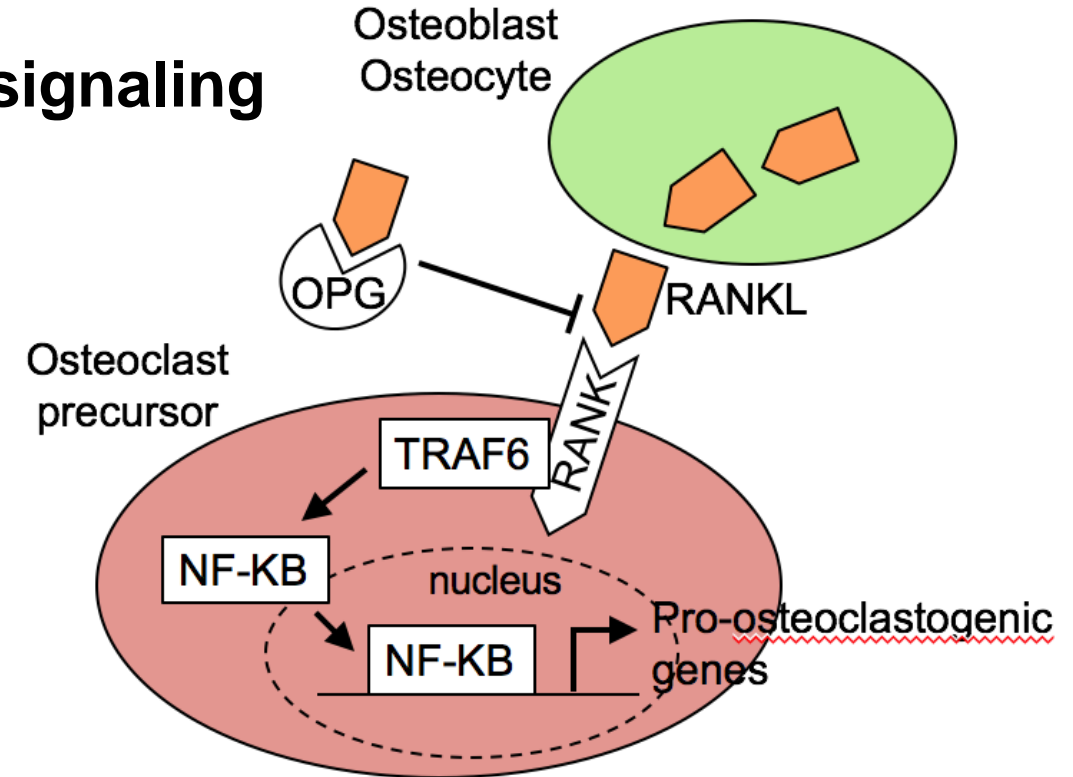 signaling
Osteoblast
Osteocyte
OPG
RANKL
Osteoclast
precursor
RANK
TRAF6
NF-KB
nucleus
NF-KB
Pro-osteoclastogenic
genes